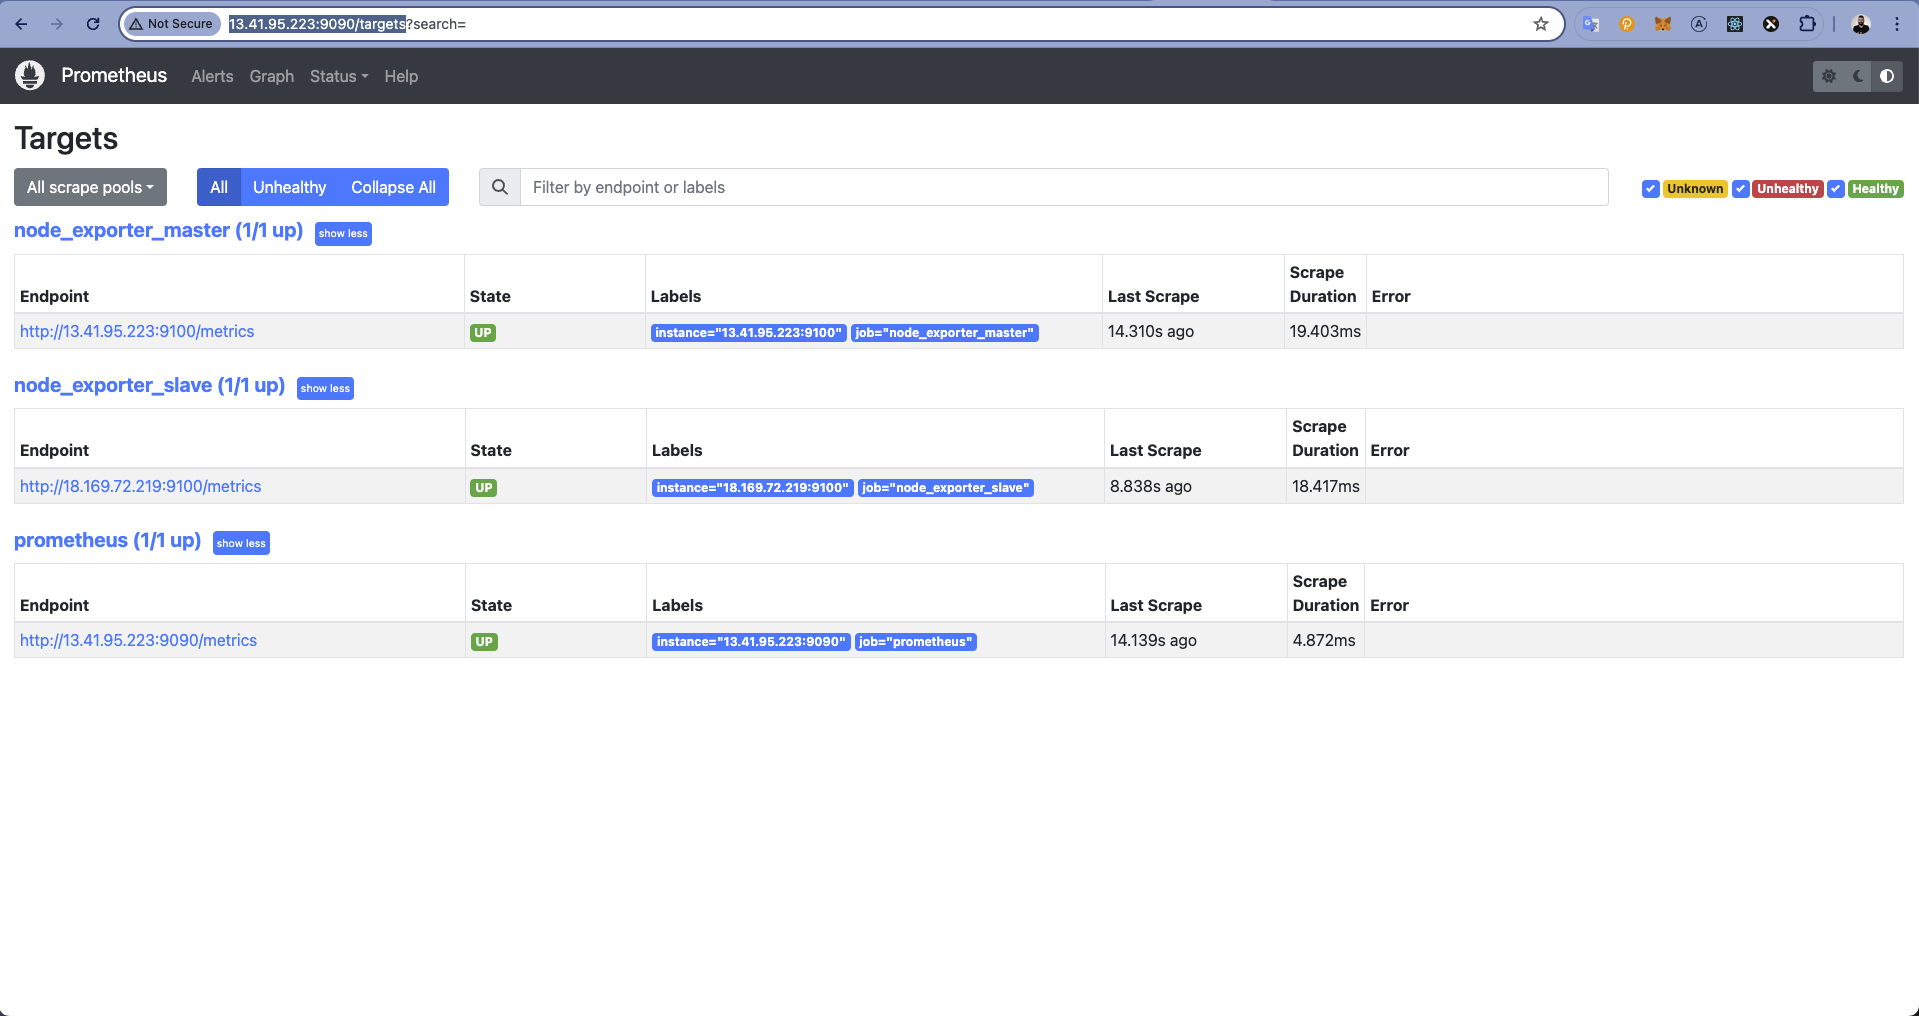 Not Secure 13.41.95.223:9090/targets?search=
Prometheus Alerts Graph Status Help
Targets
All scrape pools All Unhealthy Collapse All Filter by endpoint or labels Unknown Unhealthy Healthy
node_exporter_master (1/1 up) show less
Endpoint State Labels Last Scrape Scrape Duration Error
http://13.41.95.223:9100/metrics UP instance="13.41.95.223:9100" job="node_exporter_master" 14.310s ago 19.403ms
node_exporter_slave (1/1 up) show less
Endpoint State Labels Last Scrape Scrape Duration Error
http://18.169.72.219:9100/metrics UP instance="18.169.72.219:9100" job="node_exporter_slave" 8.838s ago 18.417ms
prometheus (1/1 up) show less
Endpoint State Labels Last Scrape Scrape Duration Error
http://13.41.95.223:9090/metrics UP instance="13.41.95.223:9090" job="prometheus" 14.139s ago 4.872ms